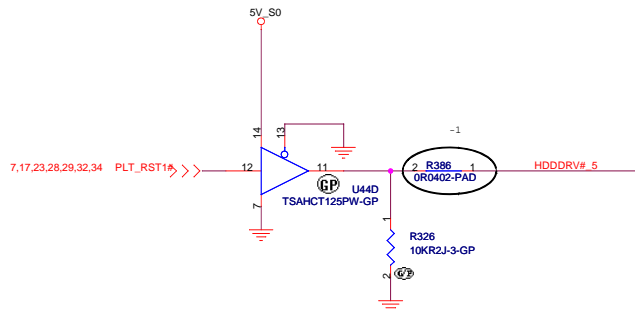 5V_S0
14
13
-1
7,17,23,28,29,32,34 PLT_RST1#
12
11
2 R386 1
HDDDRV#_5
0R0402-PAD
GP
U44D
TSAHCT125PW-GP
7
1
R326
10KR2J-3-GP
2
G/P